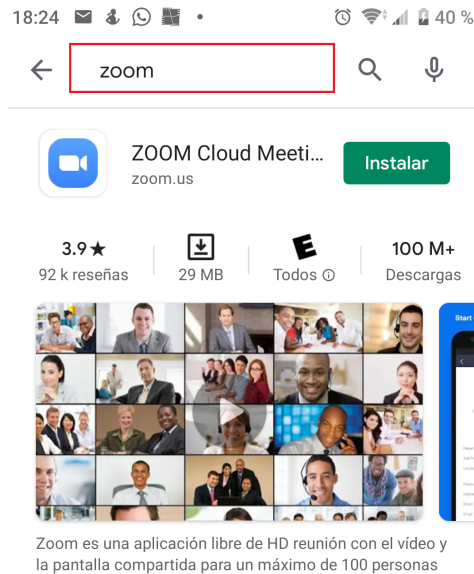 18:24 40 %
zoom
ZOOM Cloud Meeti...
zoom.us
Instalar
3.9★
92 k reseñas
29 MB
E
Todos
100 M+
Descargas
Start
Zoom es una aplicación libre de HD reunión con el vídeo y
la pantalla compartida para un máximo de 100 personas